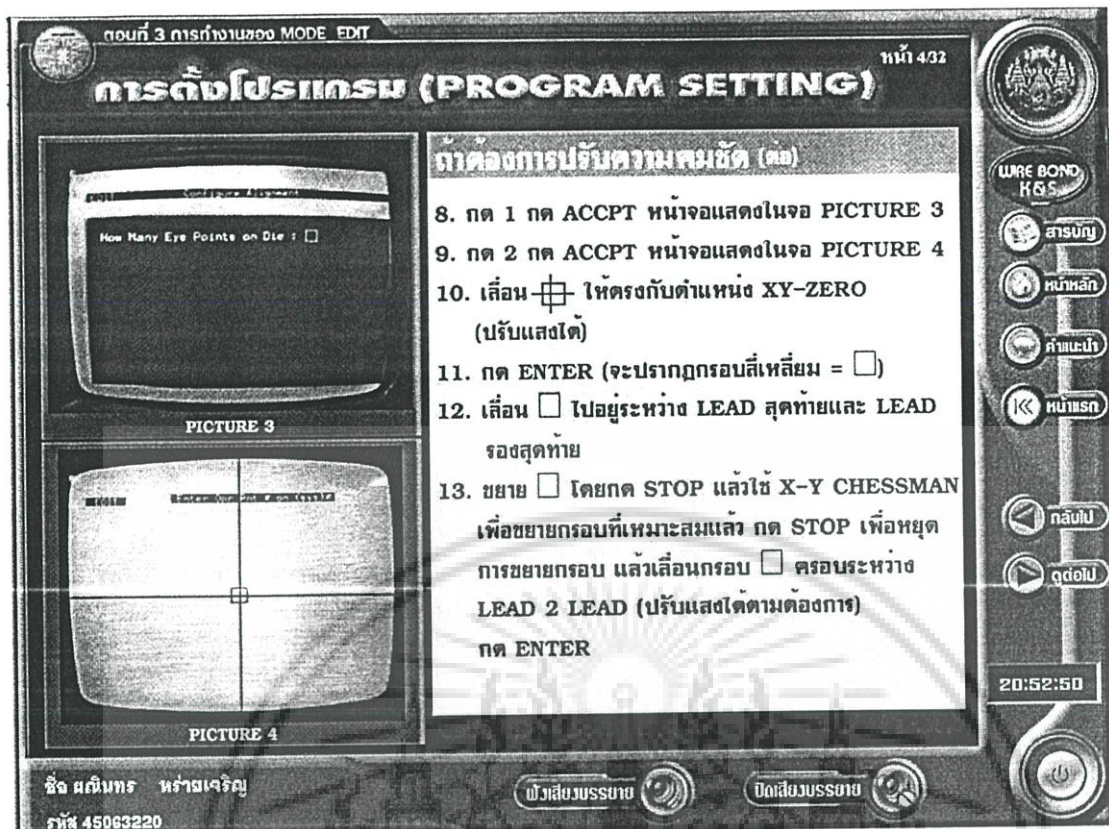 ตอนที่ 3 การทำงานของ MODE EDIT
หน้า 4/32
การตั้งโปรแกรม (PROGRAM SETTING)
Configure Alignment
How Many Eye Points on Die :
PICTURE 3
PICTURE 4
ถ้าต้องการปรับความคมชัด (ต่อ)
8. กด 1 กด ACCPT หน้าจอแสดงในจอ PICTURE 3
9. กด 2 กด ACCPT หน้าจอแสดงในจอ PICTURE 4
10. เลื่อน ให้ตรงกับตำแหน่ง XY-ZERO
(ปรับแสงได้)
11. กด ENTER (จะปรากฏกรอบสี่เหลี่ยม = □)
12. เลื่อน □ ไปอยู่ระหว่าง LEAD สุดท้ายและ LEAD
รองสุดท้าย
13. ขยาย □ โดยกด STOP แล้วใช้ X-Y CHESSMAN
เพื่อขยายกรอบที่เหมาะสมแล้ว กด STOP เพื่อหยุด
การขยายกรอบ แล้วเลื่อนกรอบ □ ครอบระหว่าง
LEAD 2 LEAD (ปรับแสงได้ตามต้องการ)
กด ENTER
WIRE BOND
K&S
สารบัญ
หน้าหลัก
คำแนะนำ
หน้าแรก
กลับไป
ดูต่อไป
20:52:50
ชื่อ ผณินทร หร่ายเจริญ
รหัส 45063220
ฟังเสียงบรรยาย
ปิดเสียงบรรยาย